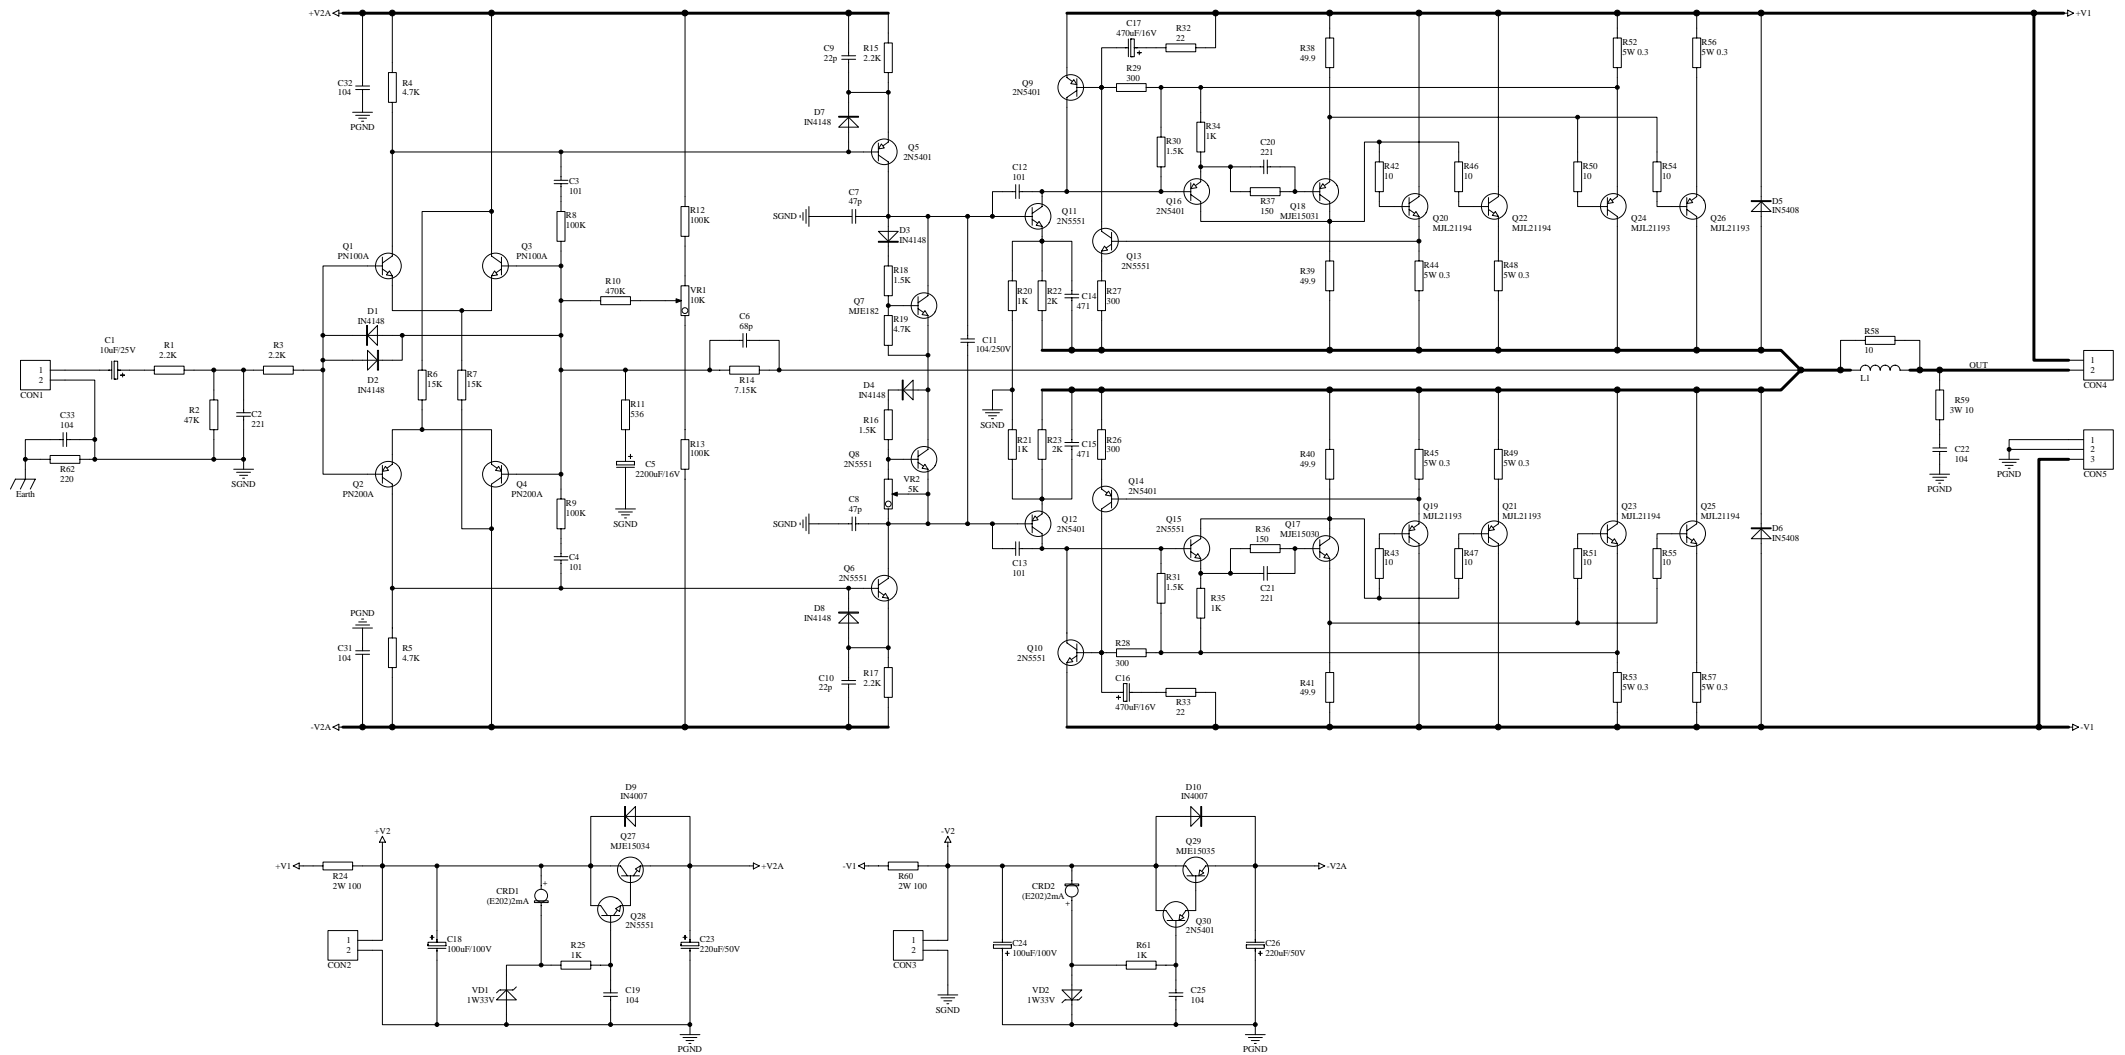 +V2A
+V1
C32
104
PGND
R4
4.7K
C9
22p
R15
2.2K
D7
IN4148
Q5
2N5401
C3
101
R8
100K
R12
100K
Q1
PN100A
Q3
PN100A
R10
470K
VR1
10K
D1
IN4148
D2
IN4148
C1
10uF/25V
R1
2.2K
R3
2.2K
1
2
CON1
C33
104
R62
220
Earth
R2
47K
C2
221
SGND
R6
15K
R7
15K
C6
68p
R14
7.15K
R11
536
C5
2200uF/16V
SGND
R13
100K
Q2
PN200A
Q4
PN200A
R9
100K
C4
101
PGND
C31
104
R5
4.7K
-V2A
C7
47p
SGND
D3
IN4148
R18
1.5K
Q7
MJE182
R19
4.7K
C11
104/250V
D4
IN4148
R16
1.5K
Q8
2N5551
VR2
5K
C8
47p
SGND
Q6
2N5551
D8
IN4148
C10
22p
R17
2.2K
C17
470uF/16V
R32
22
Q9
2N5401
R29
300
R30
1.5K
R34
1K
C20
221
R37
150
C12
101
Q11
2N5551
Q16
2N5401
Q18
MJE15031
Q13
2N5551
R20
1K
R22
2K
C14
471
R27
300
R38
49.9
R39
49.9
R42
10
R46
10
Q20
MJL21194
Q22
MJL21194
R44
5W 0.3
R48
5W 0.3
R52
5W 0.3
R56
5W 0.3
R50
10
R54
10
Q24
MJL21193
Q26
MJL21193
D5
IN5408
R58
10
L1
OUT
1
2
CON4
R59
3W 10
C22
104
PGND
1
2
3
CON5
PGND
SGND
R21
1K
R23
2K
C15
471
R26
300
Q14
2N5401
Q12
2N5401
C13
101
Q15
2N5551
R36
150
C21
221
Q17
MJE15030
R31
1.5K
R35
1K
Q10
2N5551
R28
300
C16
470uF/16V
R33
22
R40
49.9
R41
49.9
R45
5W 0.3
R49
5W 0.3
Q19
MJL21193
Q21
MJL21193
R43
10
R47
10
R51
10
R55
10
Q23
MJL21194
Q25
MJL21194
R53
5W 0.3
R57
5W 0.3
D6
IN5408
-V1
+V1
R24
2W 100
+V2
1
2
CON2
C18
100uF/100V
CRD1
(E202)2mA
VD1
1W33V
R25
1K
C19
104
D9
IN4007
Q27
MJE15034
Q28
2N5551
C23
220uF/50V
+V2A
PGND
-V1
R60
2W 100
-V2
1
2
CON3
SGND
C24
100uF/100V
CRD2
(E202)2mA
VD2
1W33V
R61
1K
C25
104
D10
IN4007
Q29
MJE15035
Q30
2N5401
C26
220uF/50V
-V2A
PGND